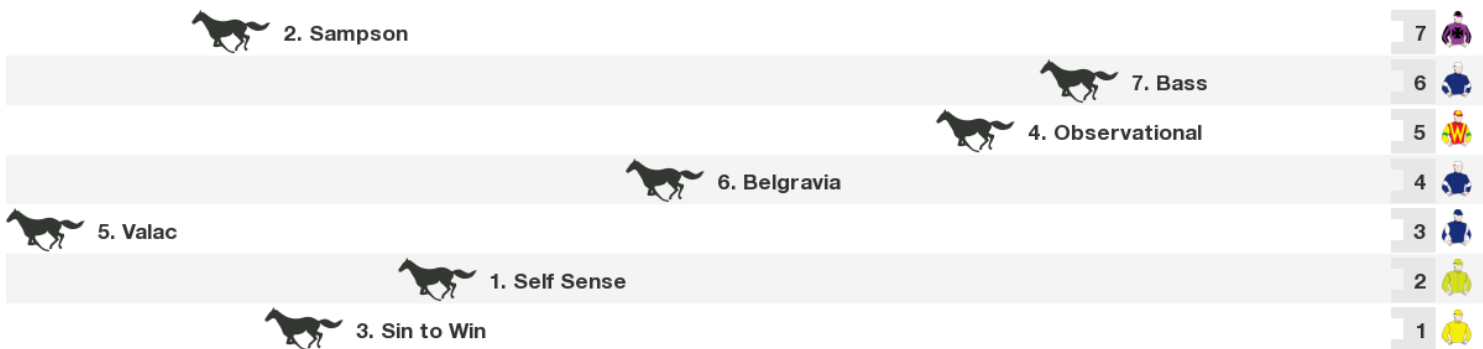 2. Sampson 7
7. Bass 6
4. Observational 5 W
6. Belgravia 4
5. Valac 3
1. Self Sense 2
3. Sin to Win 1